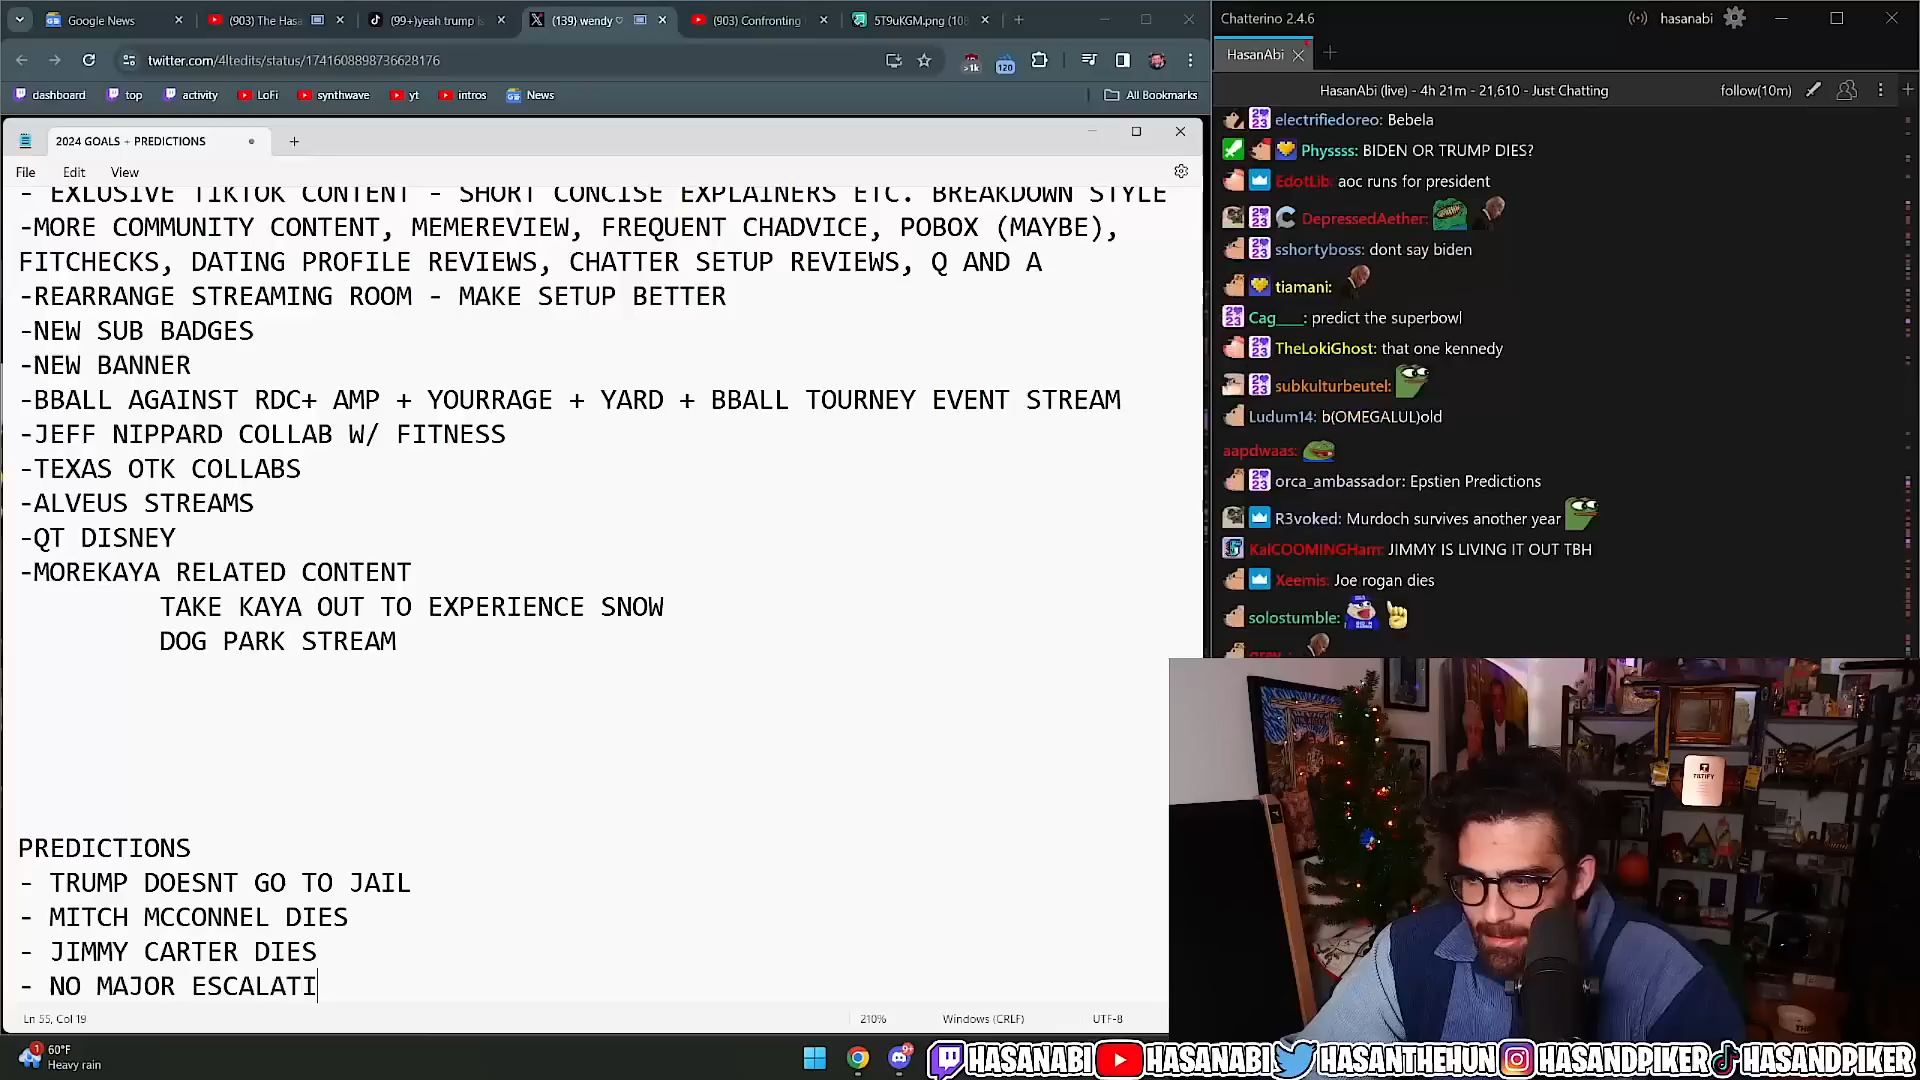 Google News
(903) The Hasa
(99+)yeah trump is
(139) wendy
(903) Confronting
5T9uKGM.png (108
twitter.com/4ltedits/status/1741608898736628176
>1k
120
dashboard
top
activity
LoFi
synthwave
yt
intros
News
All Bookmarks
2024 GOALS + PREDICTIONS
File Edit View
- EXLUSIVE TIKTOK CONTENT - SHORT CONCISE EXPLAINERS ETC. BREAKDOWN STYLE
-MORE COMMUNITY CONTENT, MEMEREVIEW, FREQUENT CHADVICE, POBOX (MAYBE),
FITCHECKS, DATING PROFILE REVIEWS, CHATTER SETUP REVIEWS, Q AND A
-REARRANGE STREAMING ROOM - MAKE SETUP BETTER
-NEW SUB BADGES
-NEW BANNER
-BBALL AGAINST RDC+ AMP + YOURRAGE + YARD + BBALL TOURNEY EVENT STREAM
-JEFF NIPPARD COLLAB W/ FITNESS
-TEXAS OTK COLLABS
-ALVEUS STREAMS
-QT DISNEY
-MOREKAYA RELATED CONTENT
TAKE KAYA OUT TO EXPERIENCE SNOW
DOG PARK STREAM
PREDICTIONS
- TRUMP DOESNT GO TO JAIL
- MITCH MCCONNEL DIES
- JIMMY CARTER DIES
- NO MAJOR ESCALATI
Ln 55, Col 19
210%
Windows (CRLF)
UTF-8
Chatterino 2.4.6
hasanabi
HasanAbi
HasanAbi (live) - 4h 21m - 21,610 - Just Chatting
follow(10m)
electrifiedoreo: Bebela
Physsss: BIDEN OR TRUMP DIES?
EdotLib: aoc runs for president
DepressedAether:
sshortyboss: dont say biden
tiamani:
Cag___: predict the superbowl
TheLokiGhost: that one kennedy
subkulturbeutel:
Ludum14: b(OMEGALUL)old
aapdwaas:
orca_ambassador: Epstien Predictions
R3voked: Murdoch survives another year
KalCOOMINGHam: JIMMY IS LIVING IT OUT TBH
Xeemis: Joe rogan dies
solostumble:
TILTIFY
1
60°F
Heavy rain
9+
HASANABI
HASANABI
HASANTHEHUN
HASANDPIKER
HASANDPIKER